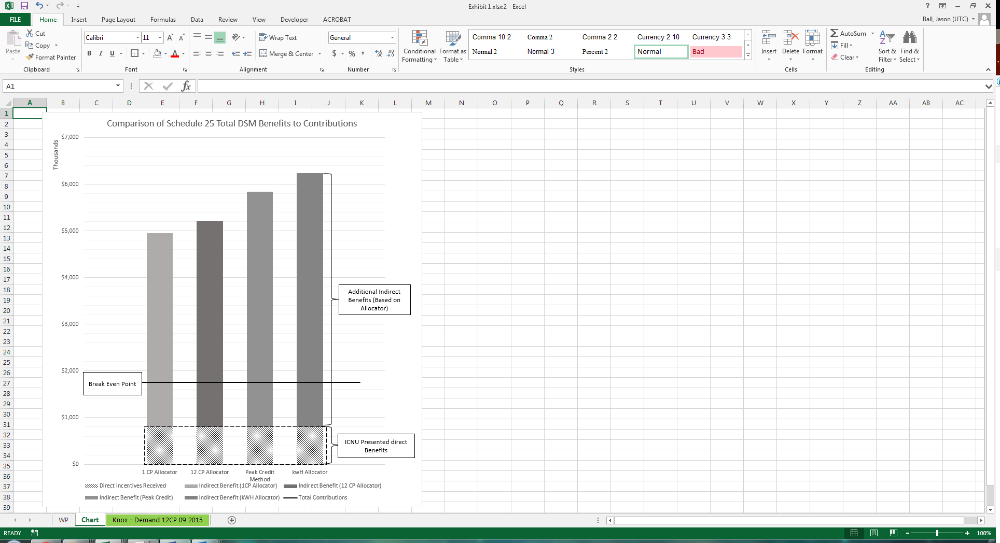 Exhibit 1.xlsx:2 - Excel
FILE Home Insert Page Layout Formulas Data Review View Developer ACROBAT Ball, Jason (UTC)
Paste
Cut
Copy
Format Painter
Clipboard
Calibri 11
B I U
Font
Wrap Text
Merge & Center
Alignment
General
$ % ,
Number
Conditional Formatting
Format as Table
Comma 10 2 Comma 2 Comma 2 2 Currency 2 10 Currency 3 3
Normal 2 Normal 3 Percent 2 Normal Bad
Styles
Insert Delete Format
Cells
AutoSum
Fill
Clear
Sort & Filter
Find & Select
Editing
A1
fx
A B C D E F G H I J K L M N O P Q R S T U V W X Y Z AA AB AC
1
2
3
4
5
6
7
8
9
10
11
12
13
14
15
16
17
18
19
20
21
22
23
24
25
26
27
28
29
30
31
32
33
34
35
36
37
38
39
Comparison of Schedule 25 Total DSM Benefits to Contributions
Thousands
$7,000
$6,000
$5,000
$4,000
$3,000
$2,000
$1,000
$0
Additional Indirect
Benefits (Based on
Allocator)
Break Even Point
ICNU Presented direct
Benefits
1 CP Allocator 12 CP Allocator Peak Credit Method kwH Allocator
Direct Incentives Received Indirect Benefit (1CP Allocator) Indirect Benefit (12 CP Allocator)
Indirect Benefit (Peak Credit) Indirect Benefit (kWH Allocator) Total Contributions
WP Chart Knox - Demand 12CP 09 2015
READY 100%